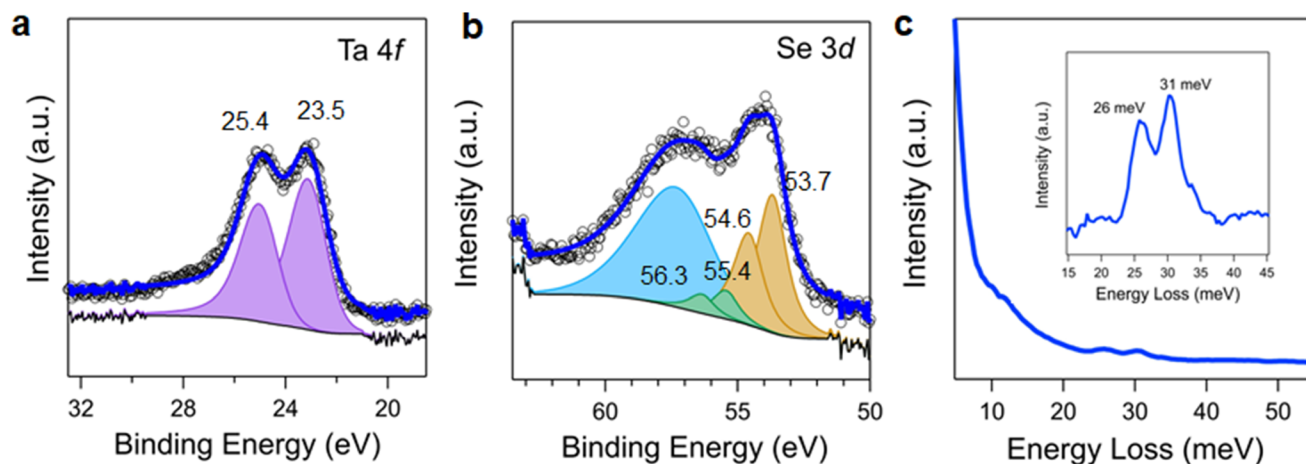 a
Ta 4f
25.4
23.5
Intensity (a.u.)
32 28 24 20
Binding Energy (eV)
b
Se 3d
53.7
54.6
56.3
55.4
Intensity (a.u.)
60 55 50
Binding Energy (eV)
c
Intensity (a.u.)
10 20 30 40 50
Energy Loss (meV)
31 meV
26 meV
Intensity (a.u.)
15 20 25 30 35 40 45
Energy Loss (meV)